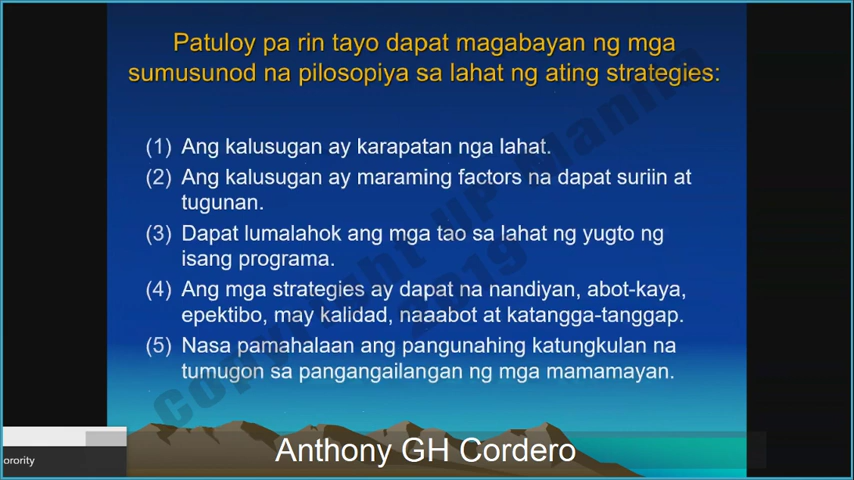 Patuloy pa rin tayo dapat magabayan ng mga
sumusunod na pilosopiya sa lahat ng ating strategies:
(1) Ang kalusugan ay karapatan nga lahat.
(2) Ang kalusugan ay maraming factors na dapat suriin at
tugunan.
(3) Dapat lumalahok ang mga tao sa lahat ng yugto ng
isang programa.
(4) Ang mga strategies ay dapat na nandiyan, abot-kaya,
epektibo, may kalidad, naaabot at katangga-tanggap.
(5) Nasa pamahalaan ang pangunahing katungkulan na
tumugon sa pangangailangan ng mga mamamayan.
Copyright UP Manila
2019
orority
Anthony GH Cordero